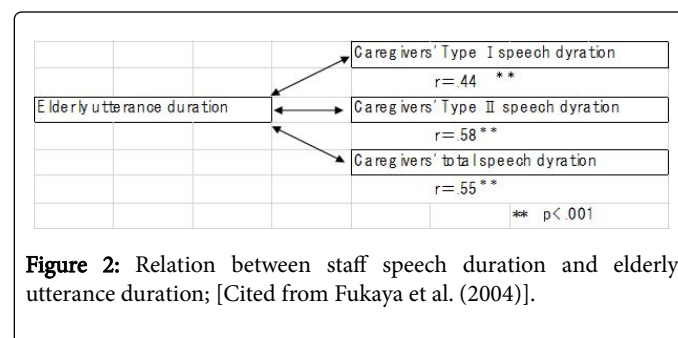 Caregivers' Type I speech dyration
r=.44 **
Elderly utterance duration
Caregivers' Type II speech dyration
r=.58**
Caregivers' total speech dyration
r=.55**
** p<.001
Figure 2: Relation between staff speech duration and elderly
utterance duration; [Cited from Fukaya et al. (2004)].